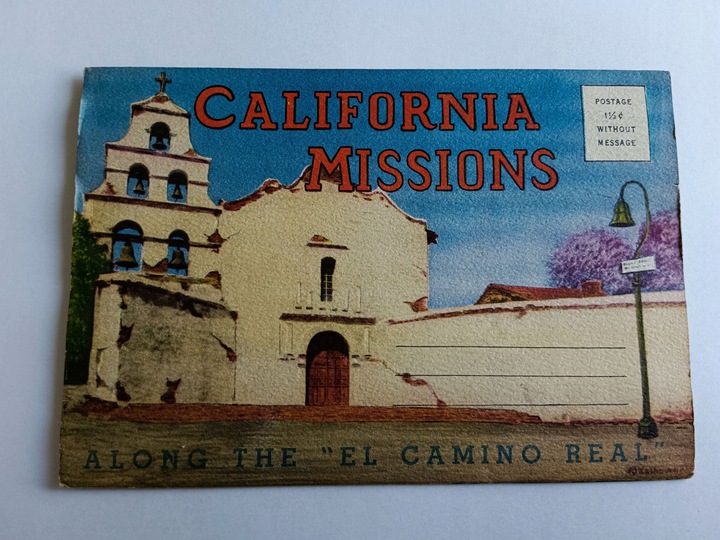 CALIFORNIA
MISSIONS
POSTAGE
1½¢
WITHOUT
MESSAGE
ALONG THE "EL CAMINO REAL"